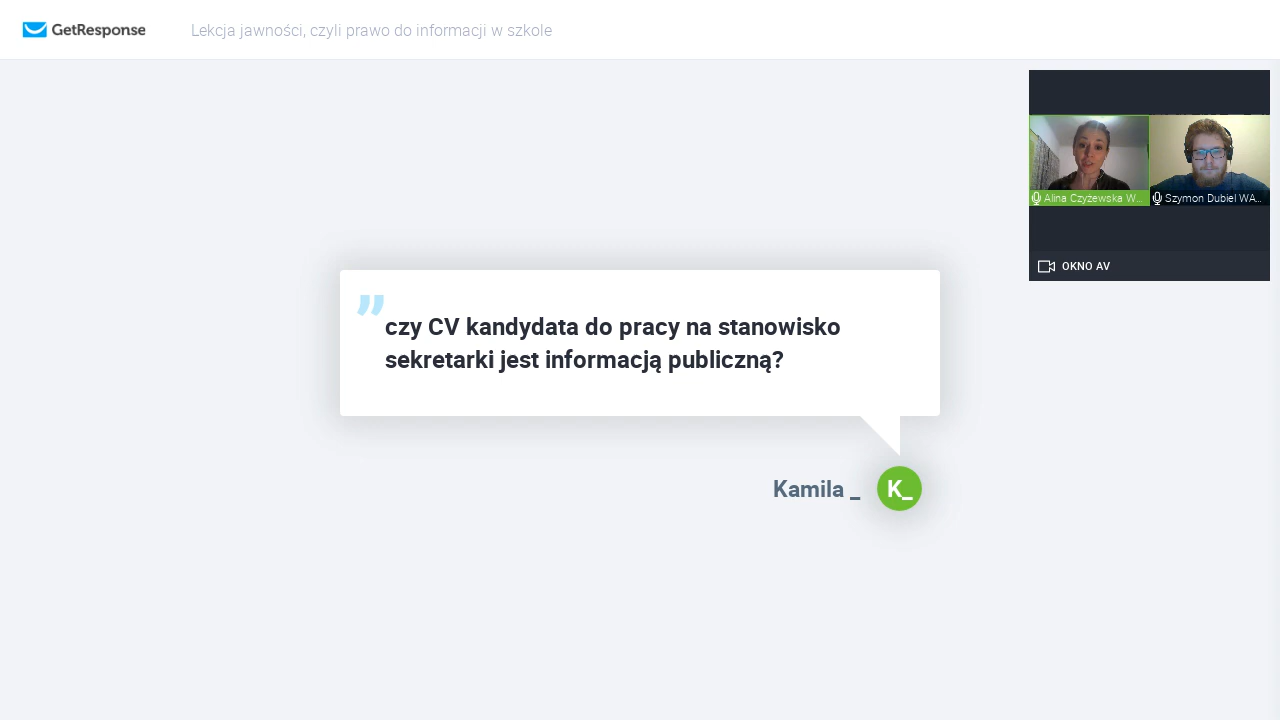 GetResponse
Lekcja jawności, czyli prawo do informacji w szkole
Alina Czyżewska W...
Szymon Dubiel WA...
OKNO AV
” czy CV kandydata do pracy na stanowisko
sekretarki jest informacją publiczną?
Kamila _
K_